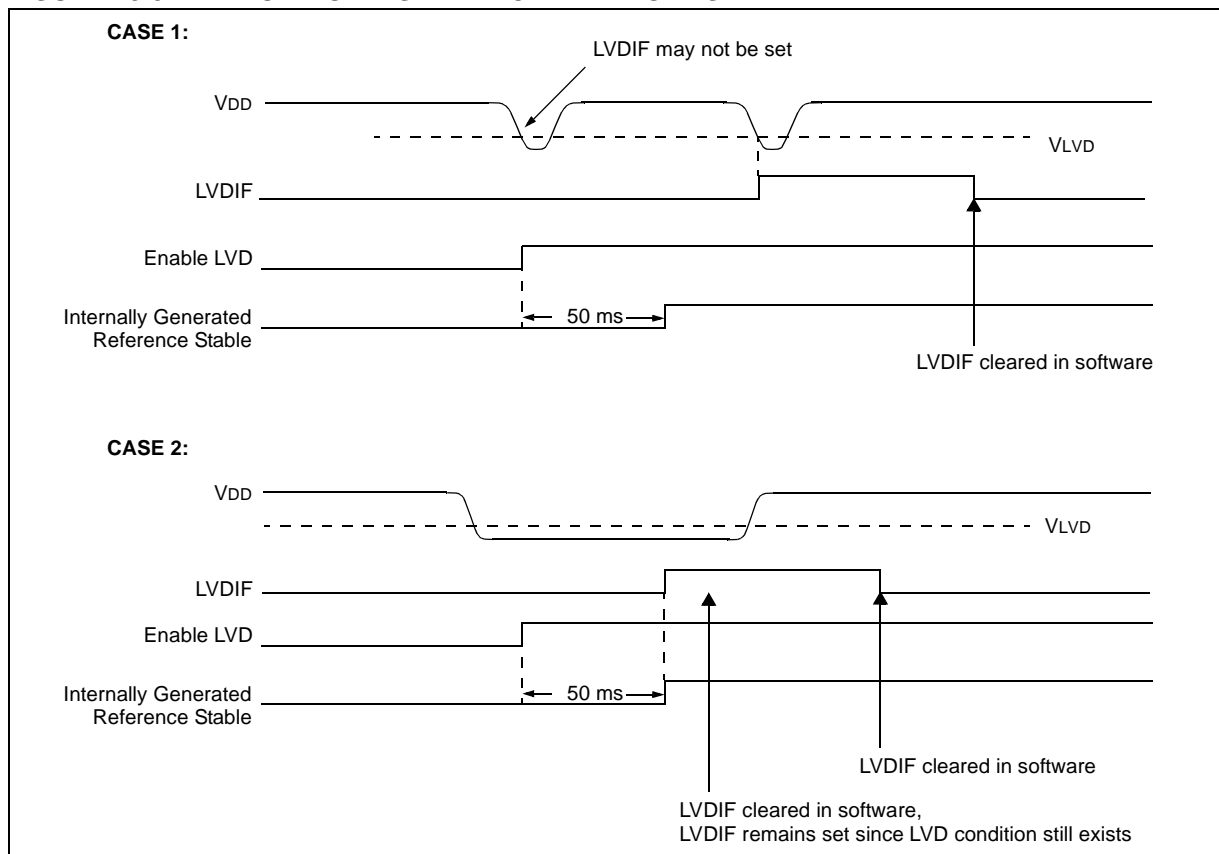 CASE 1:
LVDIF may not be set
VDD
VLVD
LVDIF
Enable LVD
50 ms
Internally Generated
Reference Stable
LVDIF cleared in software
CASE 2:
VDD
VLVD
LVDIF
Enable LVD
50 ms
Internally Generated
Reference Stable
LVDIF cleared in software
LVDIF cleared in software,
LVDIF remains set since LVD condition still exists